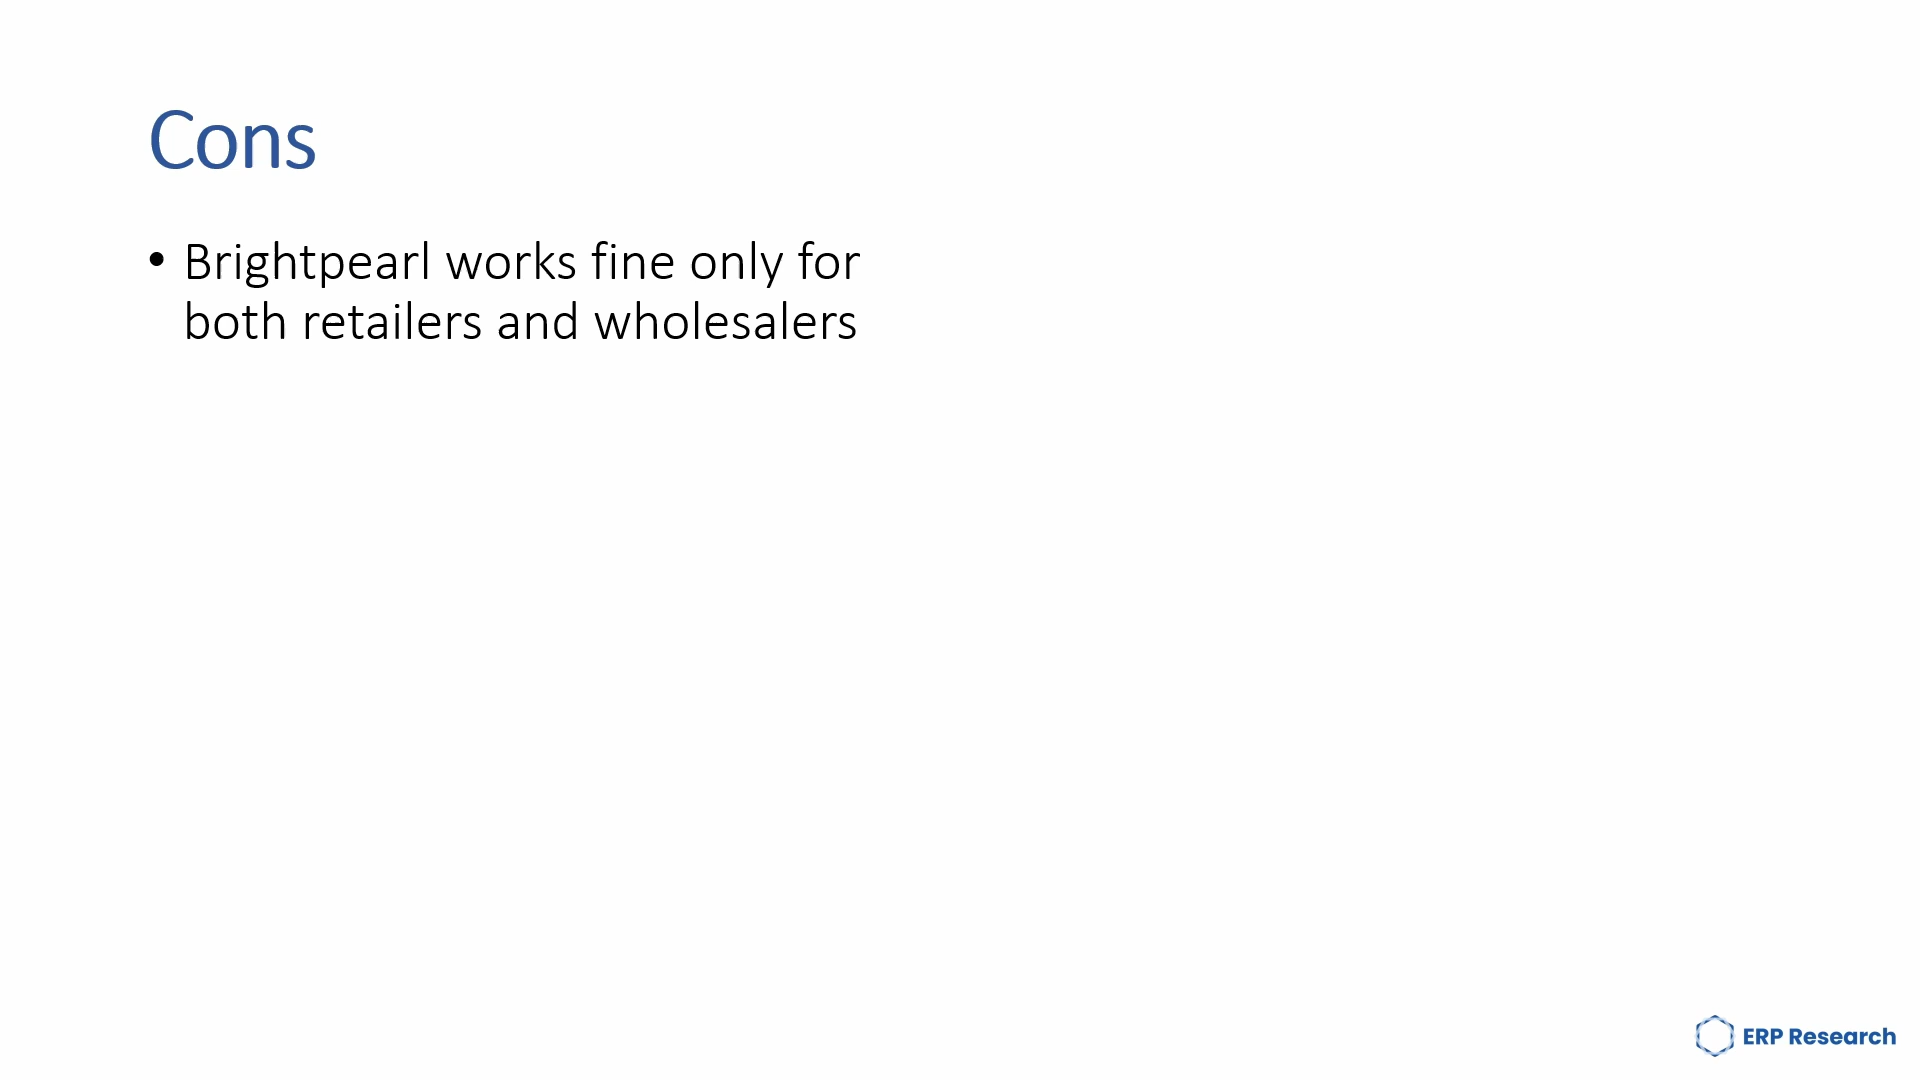 Cons
• Brightpearl works fine only for
both retailers and wholesalers
ERP Research